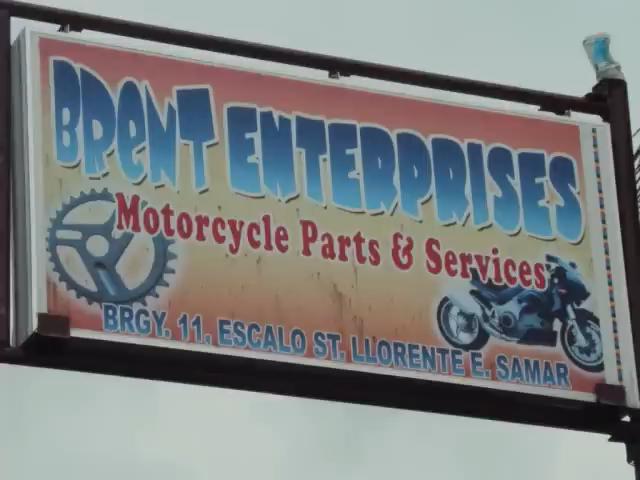 BRENT ENTERPRISES
Motorcycle Parts & Services
BRGY. 11, ESCALO ST. LLORENTE E. SAMAR